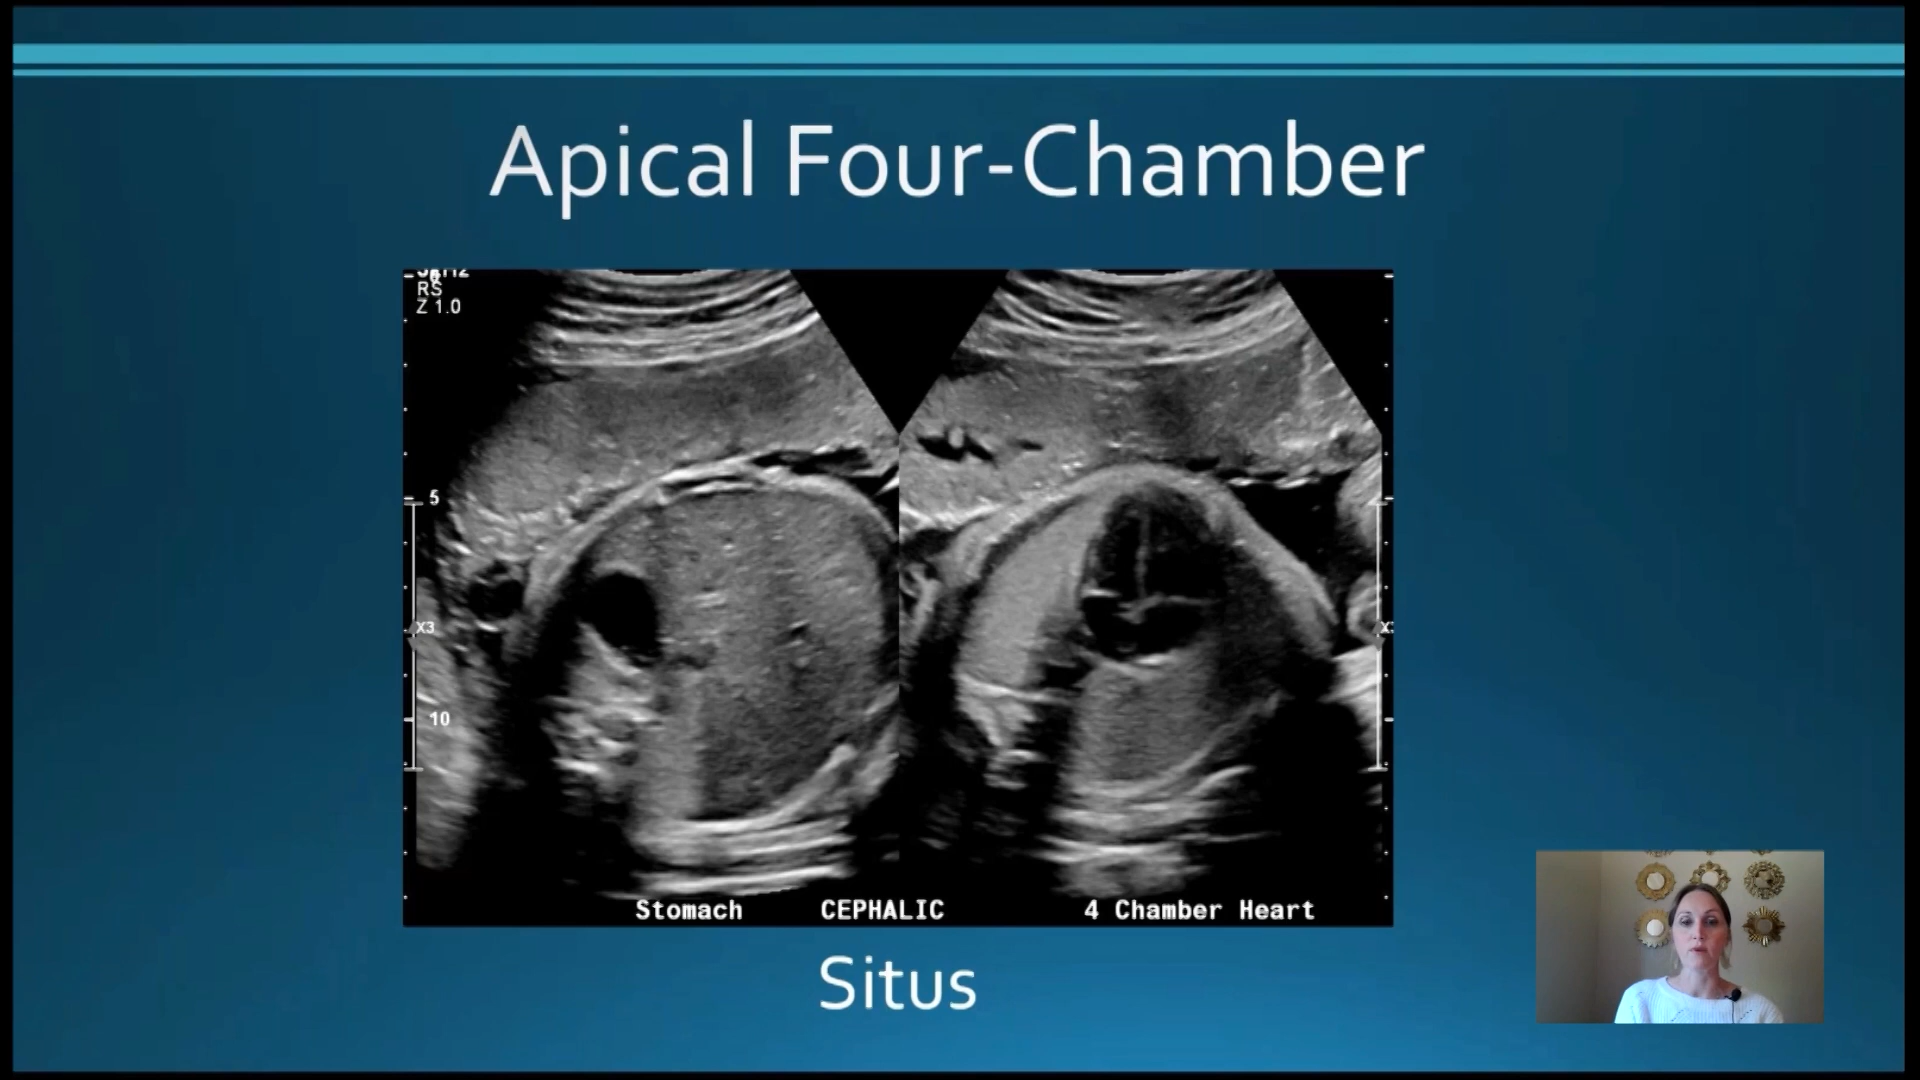 Apical Four-Chamber
RS
Z 1.0
5
X3
10
Stomach CEPHALIC 4 Chamber Heart
Situs